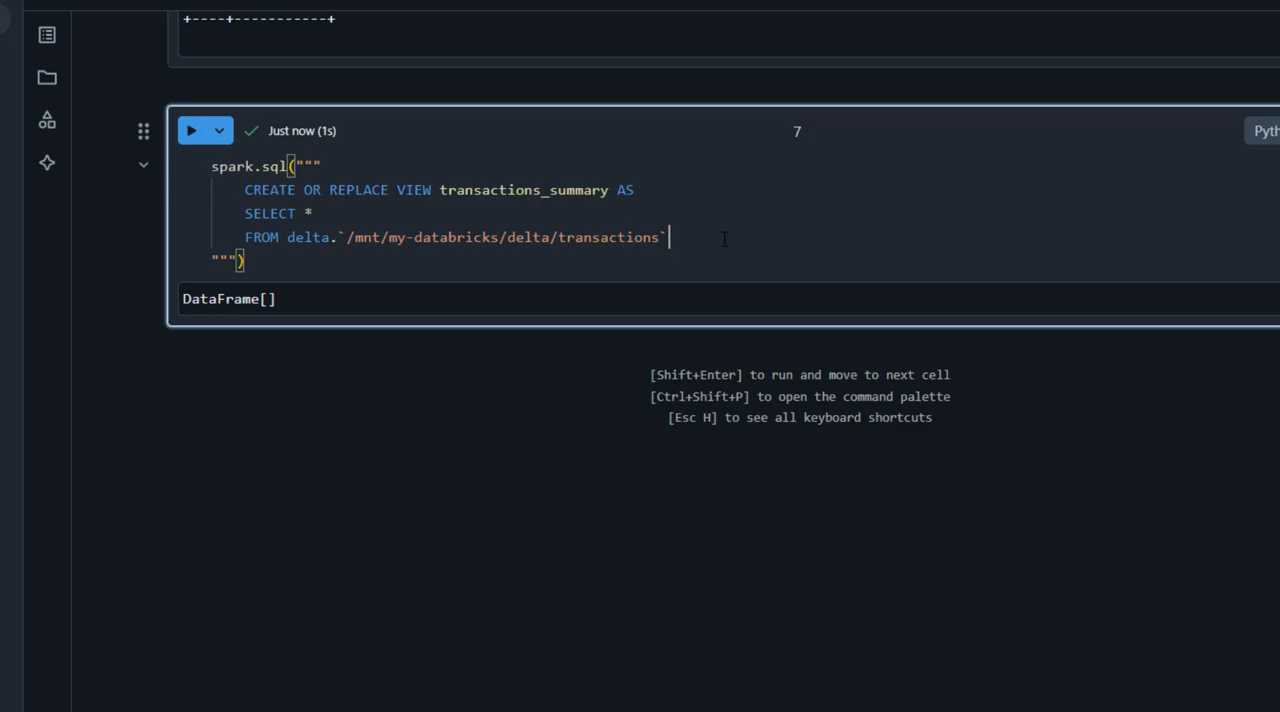 +----+-----------+
Just now (1s)
7
Pyth
spark.sql("""
CREATE OR REPLACE VIEW transactions_summary AS
SELECT *
FROM delta.`/mnt/my-databricks/delta/transactions`
""")
DataFrame[]
[Shift+Enter] to run and move to next cell
[Ctrl+Shift+P] to open the command palette
[Esc H] to see all keyboard shortcuts